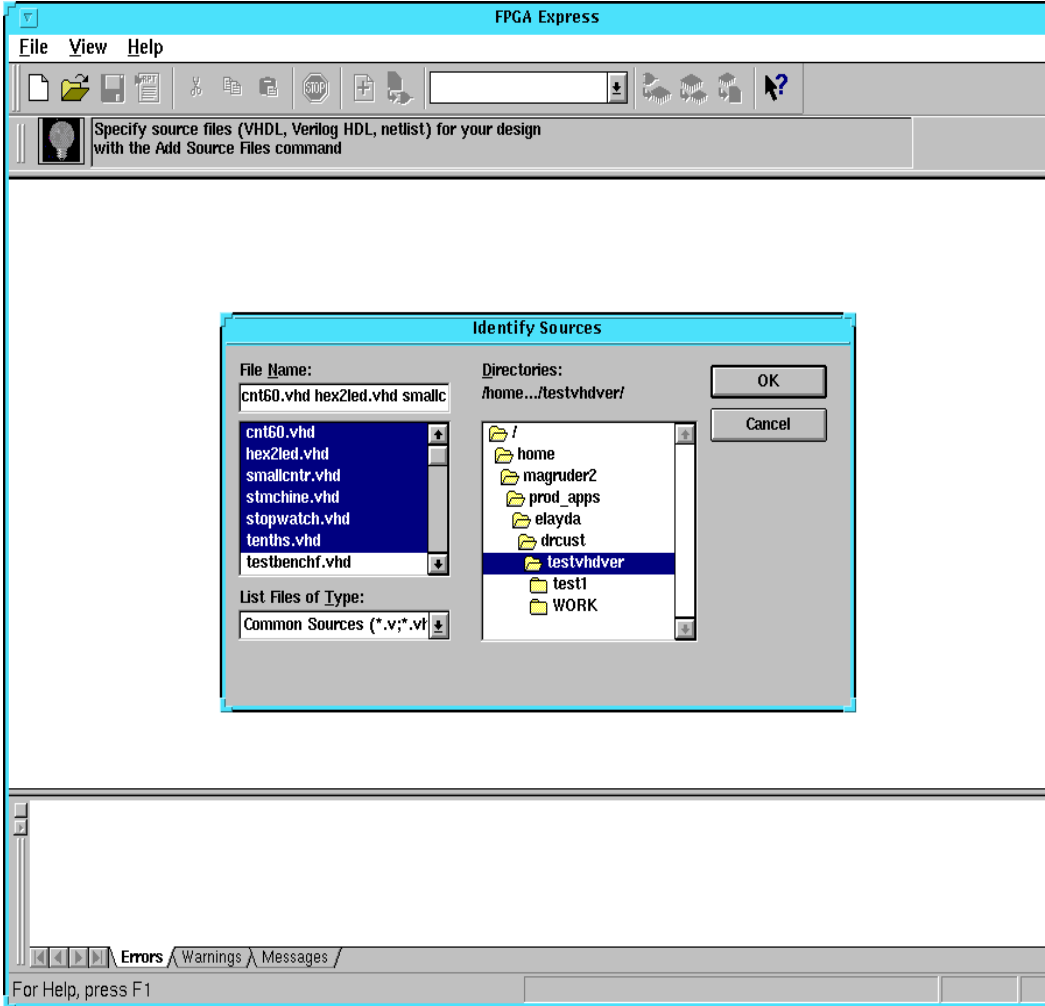 FPGA Express
File View Help
RPT
STOP
?
Specify source files (VHDL, Verilog HDL, netlist) for your design
with the Add Source Files command
Identify Sources
File Name:
cnt60.vhd hex2led.vhd smallc
cnt60.vhd
hex2led.vhd
smallcntr.vhd
stmchine.vhd
stopwatch.vhd
tenths.vhd
testbenchf.vhd
List Files of Type:
Common Sources (*.v;*.vh
Directories:
/home.../testvhdver/
/
home
magruder2
prod_apps
elayda
drcust
testvhdver
test1
WORK
OK
Cancel
Errors Warnings Messages
For Help, press F1